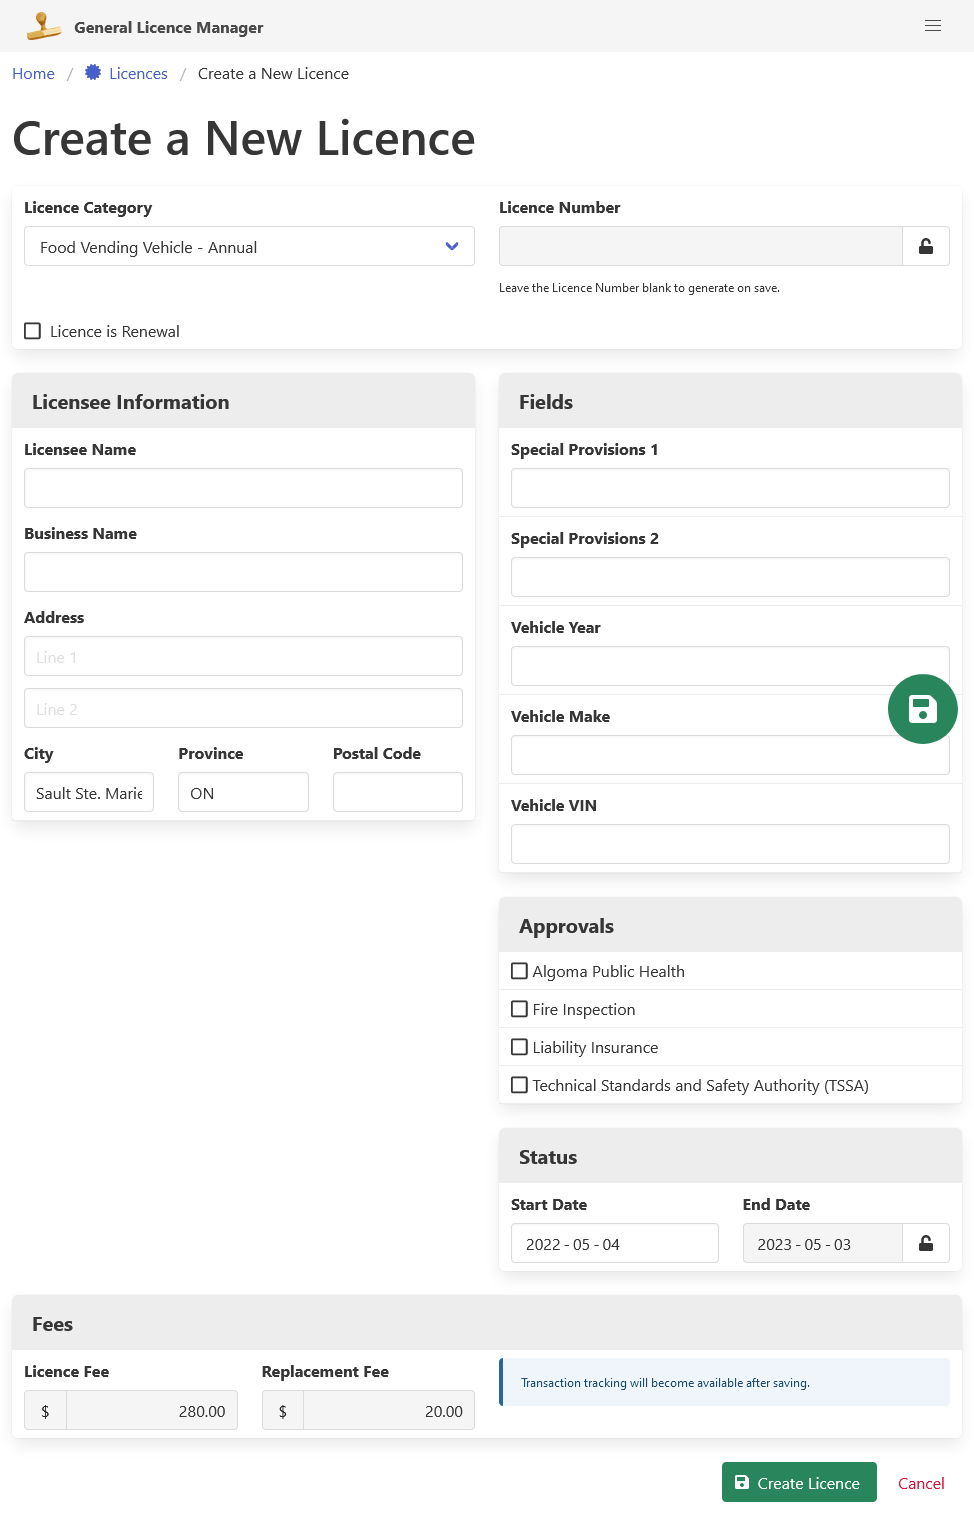 General Licence Manager
Home / Licences / Create a New Licence
Create a New Licence
Licence Category
Food Vending Vehicle - Annual
Licence Number
Leave the Licence Number blank to generate on save.
Licence is Renewal
Licensee Information
Licensee Name
Business Name
Address
Line 1
Line 2
City
Province
Postal Code
Sault Ste. Marie
ON
Fields
Special Provisions 1
Special Provisions 2
Vehicle Year
Vehicle Make
Vehicle VIN
Approvals
Algoma Public Health
Fire Inspection
Liability Insurance
Technical Standards and Safety Authority (TSSA)
Status
Start Date
End Date
2022 - 05 - 04
2023 - 05 - 03
Fees
Licence Fee
Replacement Fee
$ 280.00
$ 20.00
Transaction tracking will become available after saving.
Create Licence
Cancel